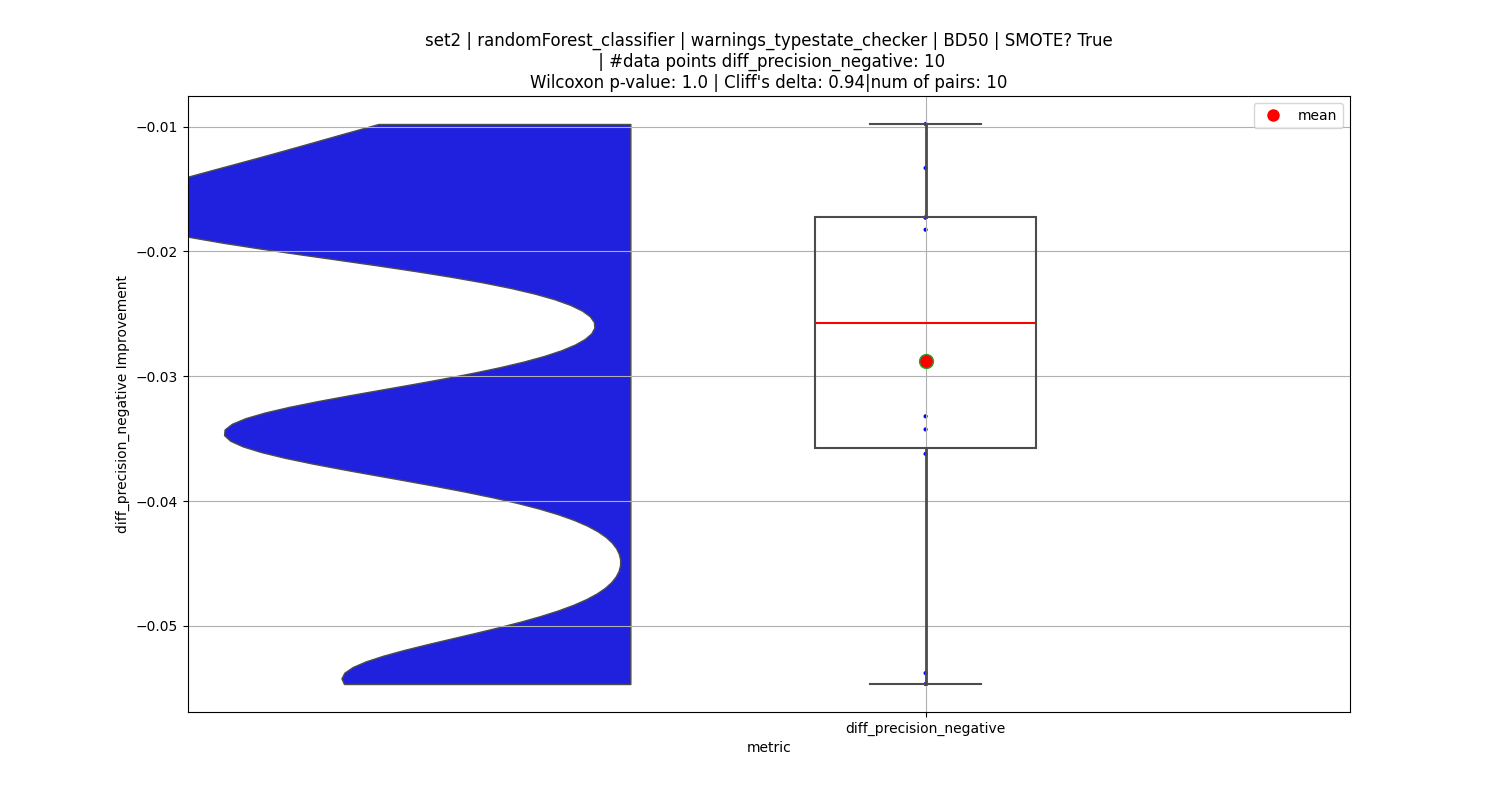 set2 | randomForest_classifier | warnings_typestate_checker | BD50 | SMOTE? True
| #data points diff_precision_negative: 10
Wilcoxon p-value: 1.0 | Cliff's delta: 0.94|num of pairs: 10
mean
−0.01
−0.02
−0.03
−0.04
−0.05
diff_precision_negative Improvement
diff_precision_negative
metric